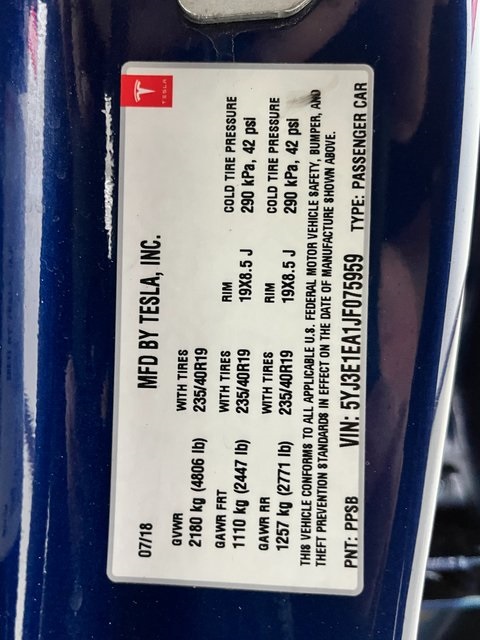 TESLA
MFD BY TESLA, INC.
07/18
GVWR WITH TIRES RIM COLD TIRE PRESSURE
2180 kg (4806 lb) 235/40R19
GAWR FRT WITH TIRES RIM COLD TIRE PRESSURE
1110 kg (2447 lb) 235/40R19 19X8.5 J 290 kPa, 42 psi
GAWR RR WITH TIRES RIM COLD TIRE PRESSURE
1257 kg (2771 lb) 235/40R19 19X8.5 J 290 kPa, 42 psi
THIS VEHICLE CONFORMS TO ALL APPLICABLE U.S. FEDERAL MOTOR VEHICLE SAFETY, BUMPER, AND
THEFT PREVENTION STANDARDS IN EFFECT ON THE DATE OF MANUFACTURE SHOWN ABOVE.
PNT: PPSB VIN: 5YJ3E1EA1JF075959 TYPE: PASSENGER CAR